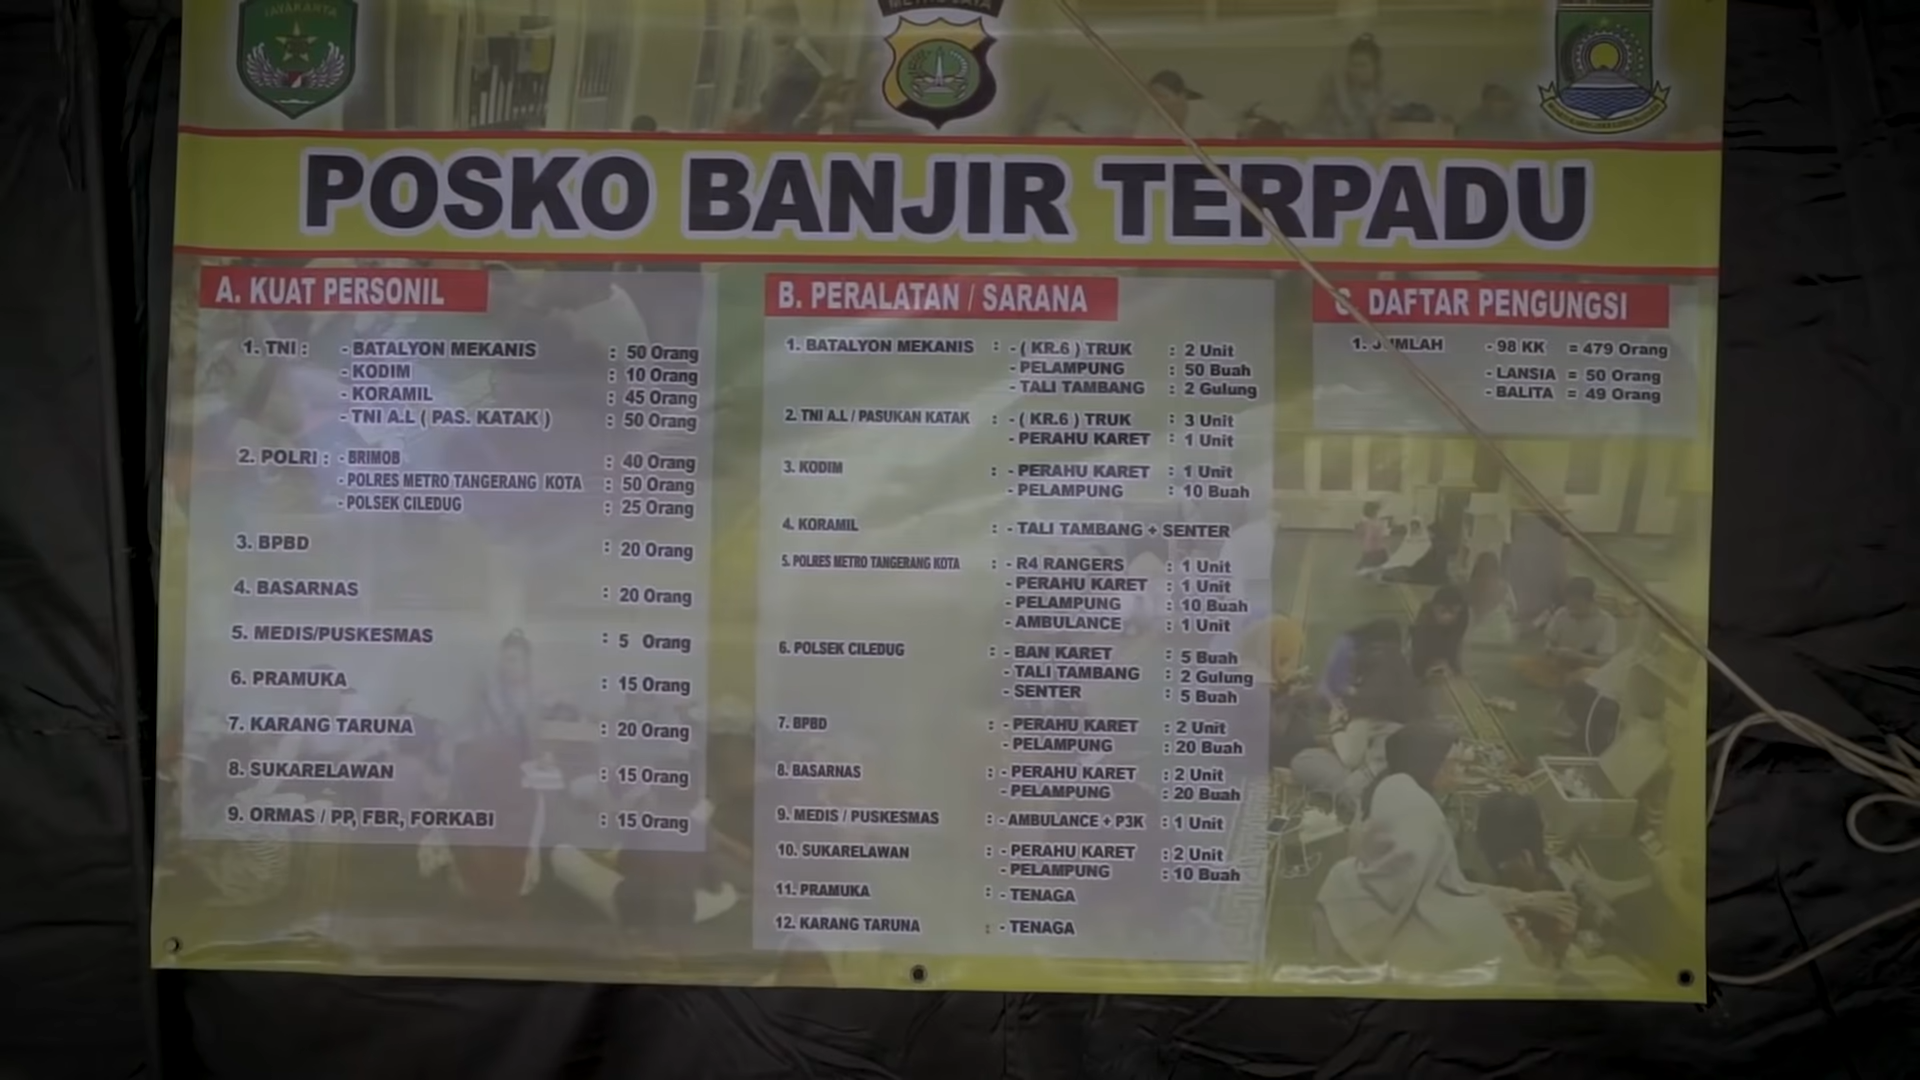 JAYAKARTA
METRO JAYA
POSKO BANJIR TERPADU
A. KUAT PERSONIL
1. TNI : - BATALYON MEKANIS : 50 Orang
- KODIM : 10 Orang
- KORAMIL : 45 Orang
- TNI A.L ( PAS. KATAK ) : 50 Orang
2. POLRI : - BRIMOB : 40 Orang
- POLRES METRO TANGERANG KOTA : 50 Orang
- POLSEK CILEDUG : 25 Orang
3. BPBD : 20 Orang
4. BASARNAS : 20 Orang
5. MEDIS/PUSKESMAS : 5 Orang
6. PRAMUKA : 15 Orang
7. KARANG TARUNA : 20 Orang
8. SUKARELAWAN : 15 Orang
9. ORMAS / PP, FBR, FORKABI : 15 Orang
B. PERALATAN / SARANA
1. BATALYON MEKANIS : - ( KR.6 ) TRUK : 2 Unit
- PELAMPUNG : 50 Buah
- TALI TAMBANG : 2 Gulung
2. TNI A.L / PASUKAN KATAK : - ( KR.6 ) TRUK : 3 Unit
- PERAHU KARET : 1 Unit
3. KODIM : - PERAHU KARET : 1 Unit
- PELAMPUNG : 10 Buah
4. KORAMIL : - TALI TAMBANG + SENTER
5. POLRES METRO TANGERANG KOTA : - R4 RANGERS : 1 Unit
- PERAHU KARET : 1 Unit
- PELAMPUNG : 10 Buah
- AMBULANCE : 1 Unit
6. POLSEK CILEDUG : - BAN KARET : 5 Buah
- TALI TAMBANG : 2 Gulung
- SENTER : 5 Buah
7. BPBD : - PERAHU KARET : 2 Unit
- PELAMPUNG : 20 Buah
8. BASARNAS : - PERAHU KARET : 2 Unit
- PELAMPUNG : 20 Buah
9. MEDIS / PUSKESMAS : - AMBULANCE + P3K : 1 Unit
10. SUKARELAWAN : - PERAHU KARET : 2 Unit
- PELAMPUNG : 10 Buah
11. PRAMUKA : - TENAGA
12. KARANG TARUNA : - TENAGA
C. DAFTAR PENGUNGSI
1. JUMLAH - 98 KK = 479 Orang
- LANSIA = 50 Orang
- BALITA = 49 Orang